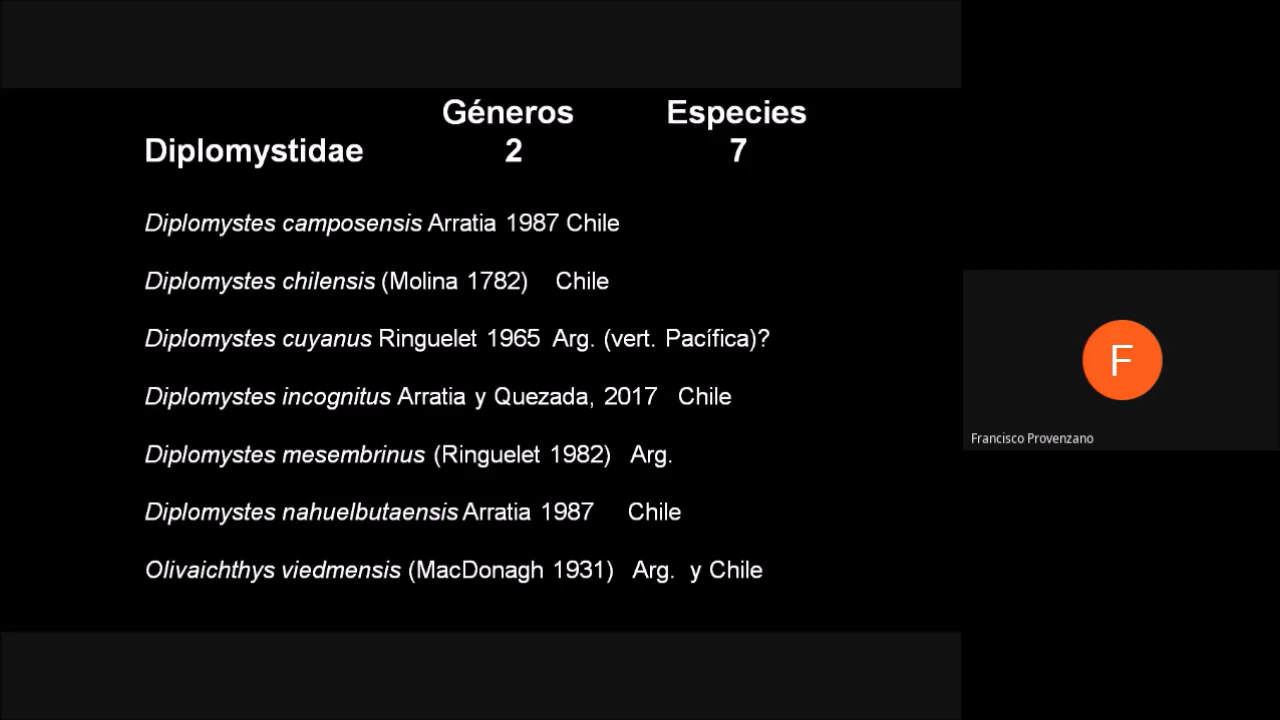 Géneros Especies
Diplomystidae 2 7
Diplomystes camposensis Arratia 1987 Chile
Diplomystes chilensis (Molina 1782) Chile
Diplomystes cuyanus Ringuelet 1965 Arg. (vert. Pacífica)?
Diplomystes incognitus Arratia y Quezada, 2017 Chile
Diplomystes mesembrinus (Ringuelet 1982) Arg.
Diplomystes nahuelbutaensis Arratia 1987 Chile
Olivaichthys viedmensis (MacDonagh 1931) Arg. y Chile
F
Francisco Provenzano